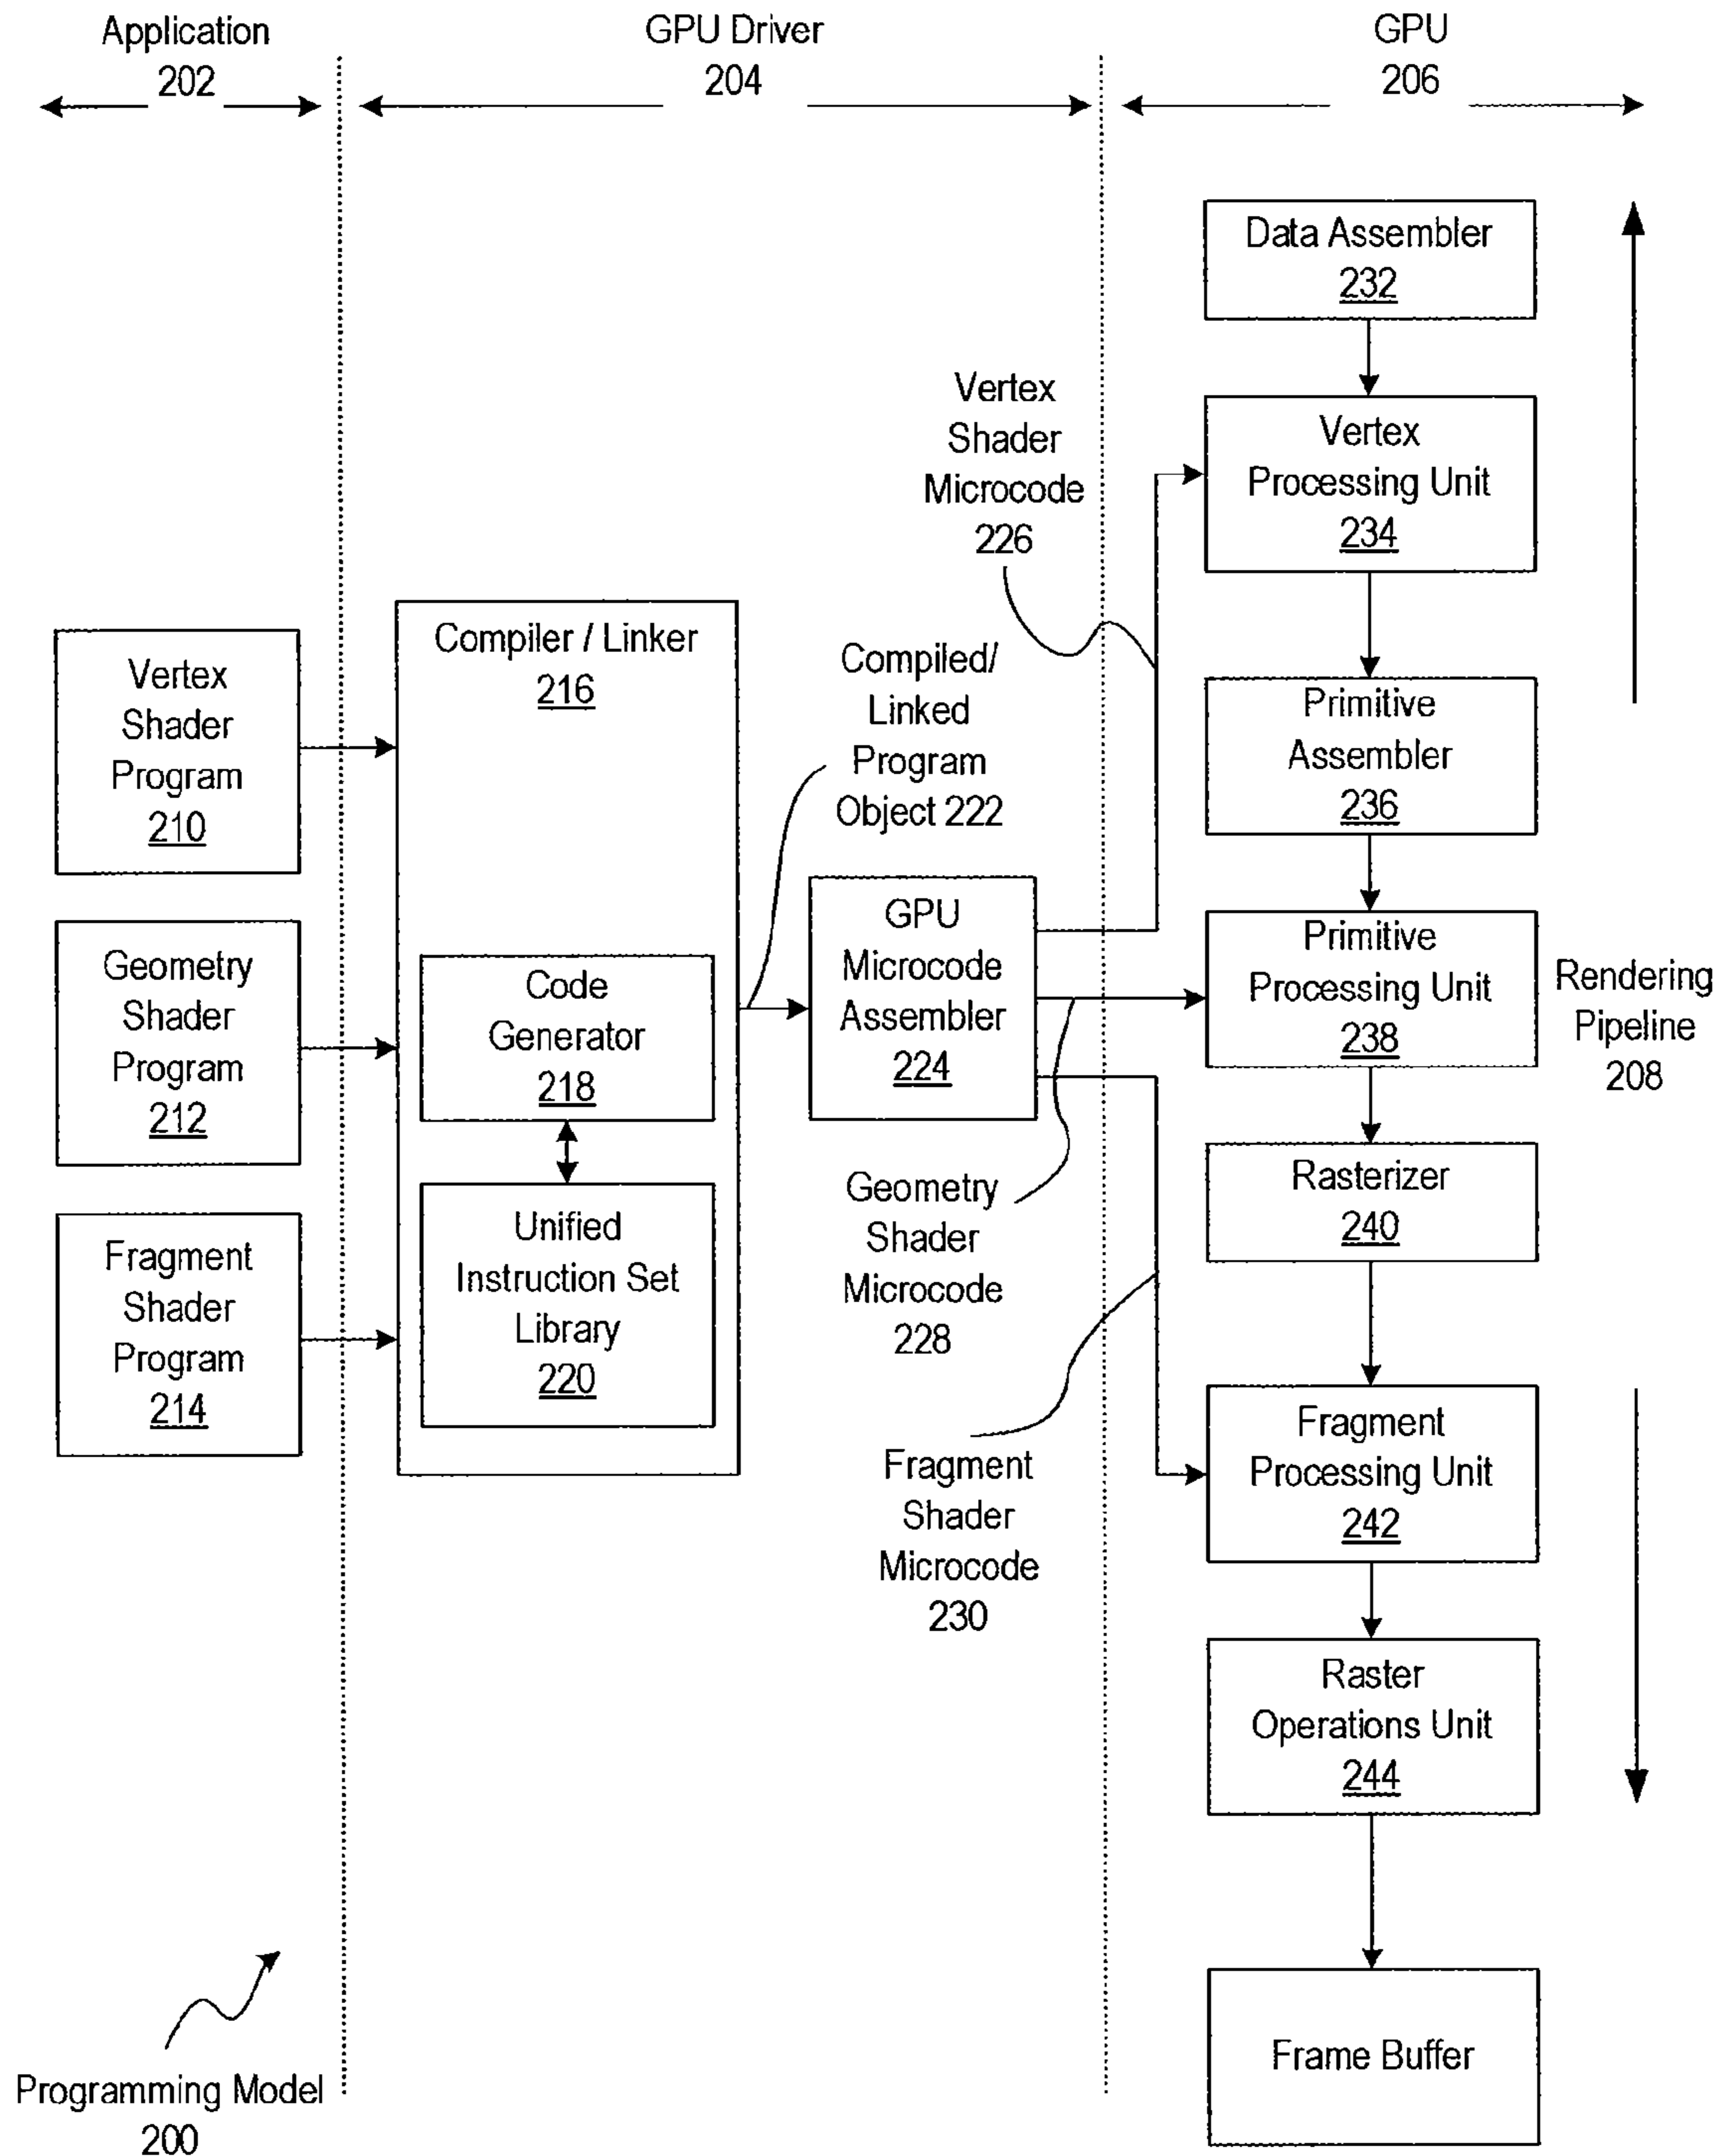 Application
202
GPU Driver
204
GPU
206
Vertex
Shader
Program
210
Geometry
Shader
Program
212
Fragment
Shader
Program
214
Compiler / Linker
216
Code
Generator
218
Unified
Instruction Set
Library
220
Compiled/
Linked
Program
Object 222
GPU
Microcode
Assembler
224
Vertex
Shader
Microcode
226
Geometry
Shader
Microcode
228
Fragment
Shader
Microcode
230
Data Assembler
232
Vertex
Processing Unit
234
Primitive
Assembler
236
Primitive
Processing Unit
238
Rasterizer
240
Fragment
Processing Unit
242
Raster
Operations Unit
244
Frame Buffer
Rendering
Pipeline
208
Programming Model
200